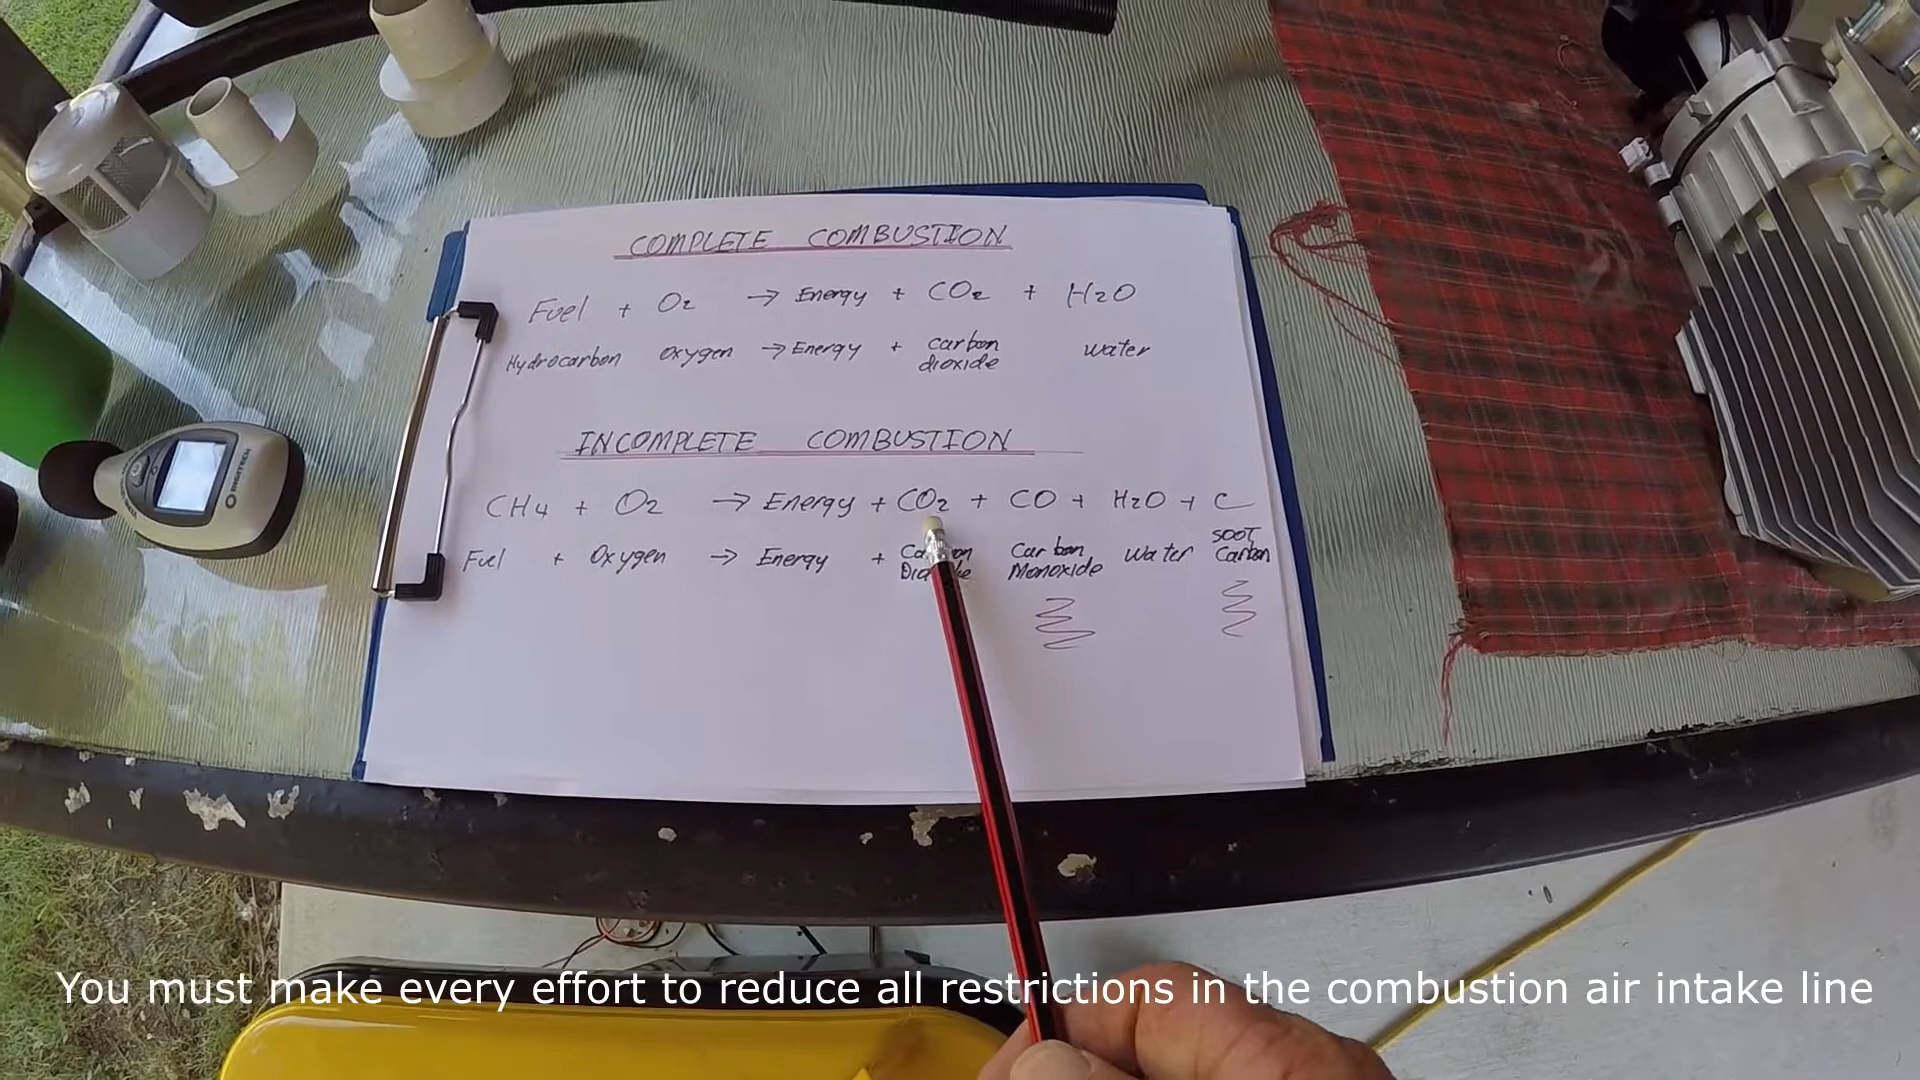 COMPLETE COMBUSTION
Fuel + O2 → Energy + CO2 + H2O
Hydrocarbon oxygen → Energy + carbon dioxide water
INCOMPLETE COMBUSTION
CH4 + O2 → Energy + CO2 + CO + H2O + C
Fuel + Oxygen → Energy + Carbon Dioxide Carbon Monoxide water SOOT Carbon
DIGITECH
You must make every effort to reduce all restrictions in the combustion air intake line